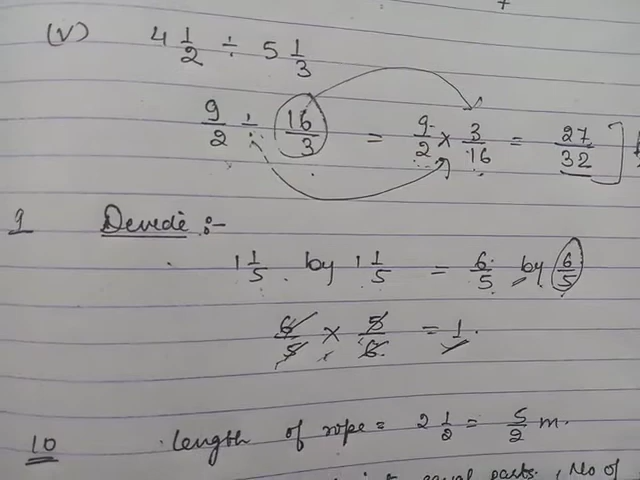 (V) 4 1/2 ÷ 5 1/3
9/2 ÷ 16/3 = 9/2 × 3/16 = 27/32 ]
9 Devide :-
1 1/5 by 1 1/5 = 6/5 by 6/5
6/5 × 5/6 = 1.
10 Length of rope = 2 1/2 = 5/2 m.
equal parts, No of